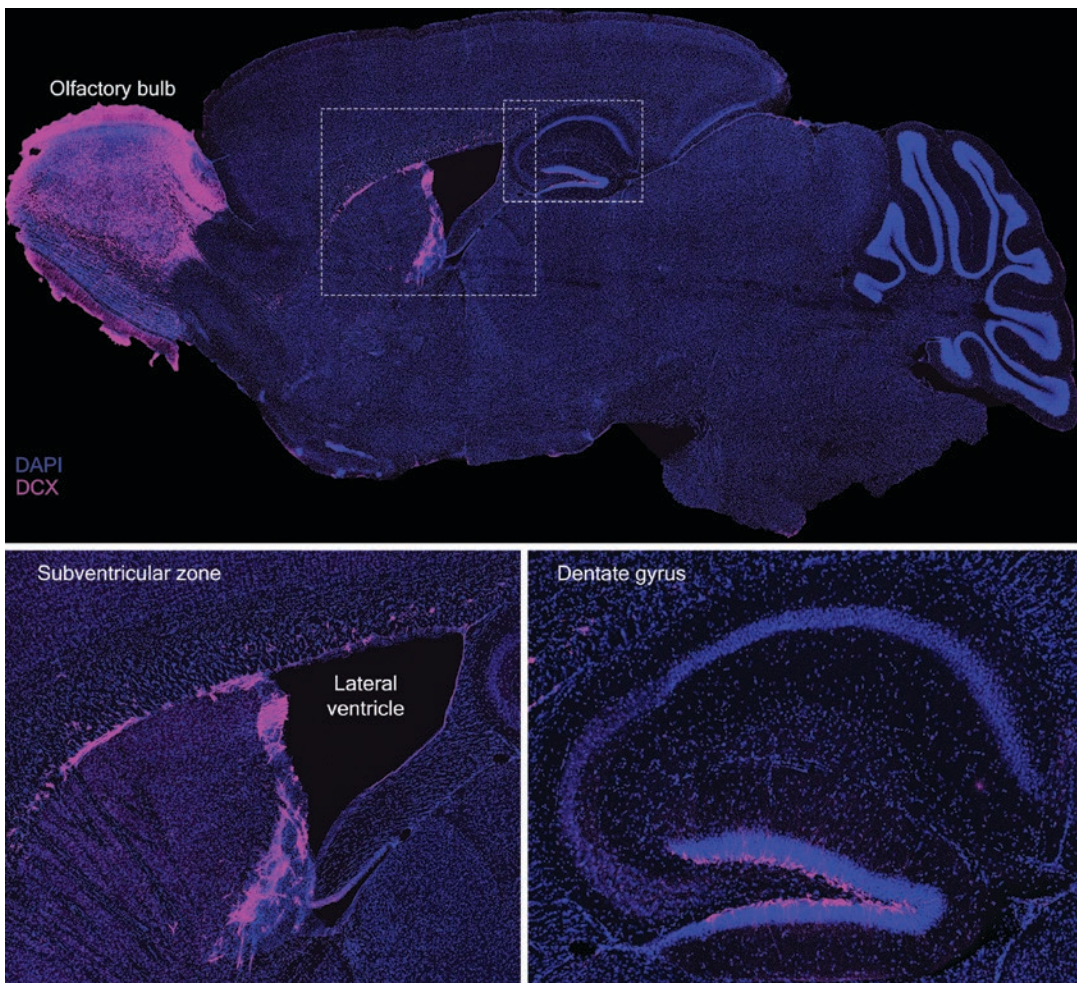 Olfactory bulb
DAPI
DCX
Subventricular zone
Lateral
ventricle
Dentate gyrus